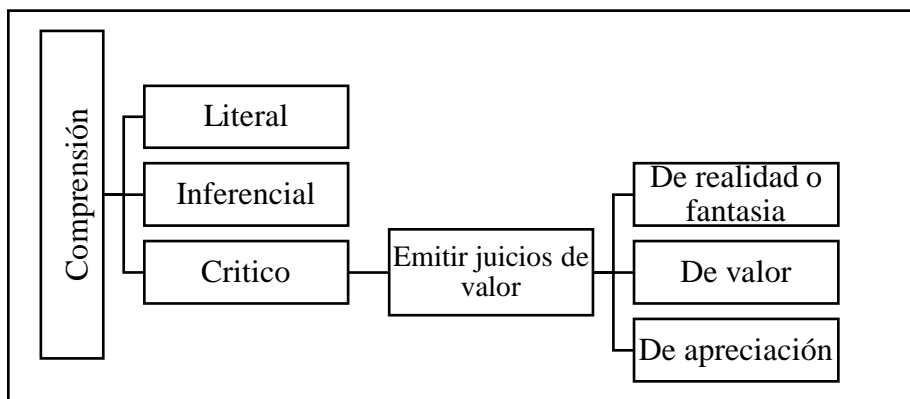 Comprensión
Literal
Inferencial
Critico
Emitir juicios de
valor
De realidad o
fantasia
De valor
De apreciación